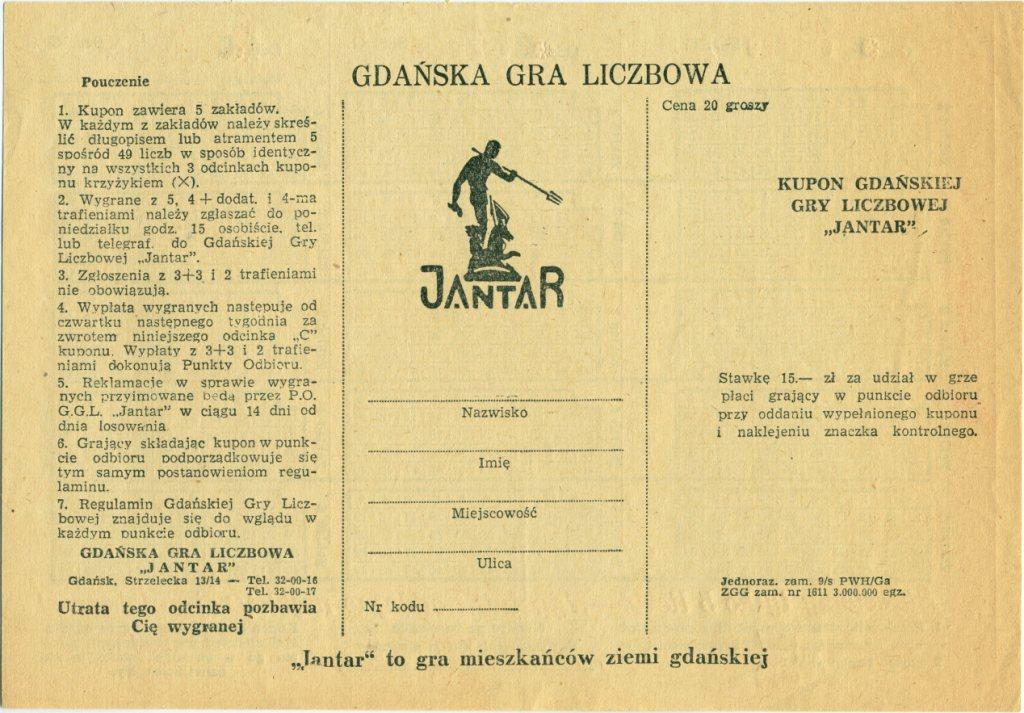 GDAŃSKA GRA LICZBOWA
Pouczenie
1. Kupon zawiera 5 zakładów.
W każdym z zakładów należy skreś-
lić długopisem lub atramentem 5
spośród 49 liczb w sposób identycz-
ny na wszystkich 3 odcinkach kupo-
nu krzyżykiem (X).
2. Wygrane z 5, 4 + dodat. i 4-ma
trafieniami należy zgłaszać do po-
niedziałku godz. 15 osobiście, tel.
lub telegraf. do Gdańskiej Gry
Liczbowej „Jantar".
3. Zgłoszenia z 3+3 i 2 trafieniami
nie obowiązują.
4. Wypłata wygranych następuje od
czwartku następnego tygodnia za
zwrotem niniejszego odcinka „C"
kuponu. Wypłaty z 3+3 i 2 trafie-
niami dokonują Punkty Odbioru.
5. Reklamacje w sprawie wygra-
nych przyjmowane będą przez P.O.
G.G.L. „Jantar" w ciągu 14 dni od
dnia losowania
6. Grający składając kupon w punk-
cie odbioru podporządkowuje się
tym samym postanowieniom regu-
laminu.
7. Regulamin Gdańskiej Gry Licz-
bowej znajduje się do wglądu w
każdym punkcie odbioru.
GDAŃSKA GRA LICZBOWA
„JANTAR"
Gdańsk, Strzelecka 13/14 — Tel. 32-00-16
Tel. 32-00-17
Utrata tego odcinka pozbawia
Cię wygranej
JANTAR
Nazwisko
Imię
Miejscowość
Ulica
Nr kodu
Cena 20 groszy
KUPON GDAŃSKIEJ
GRY LICZBOWEJ
„JANTAR"
Stawkę 15.— zł za udział w grze
płaci grający w punkcie odbioru
przy oddaniu wypełnionego kuponu
i naklejeniu znaczka kontrolnego.
Jednoraz. zam. 9/s PWH/Ga
ZGG zam. nr 1611 3.000.000 egz.
„Jantar" to gra mieszkańców ziemi gdańskiej